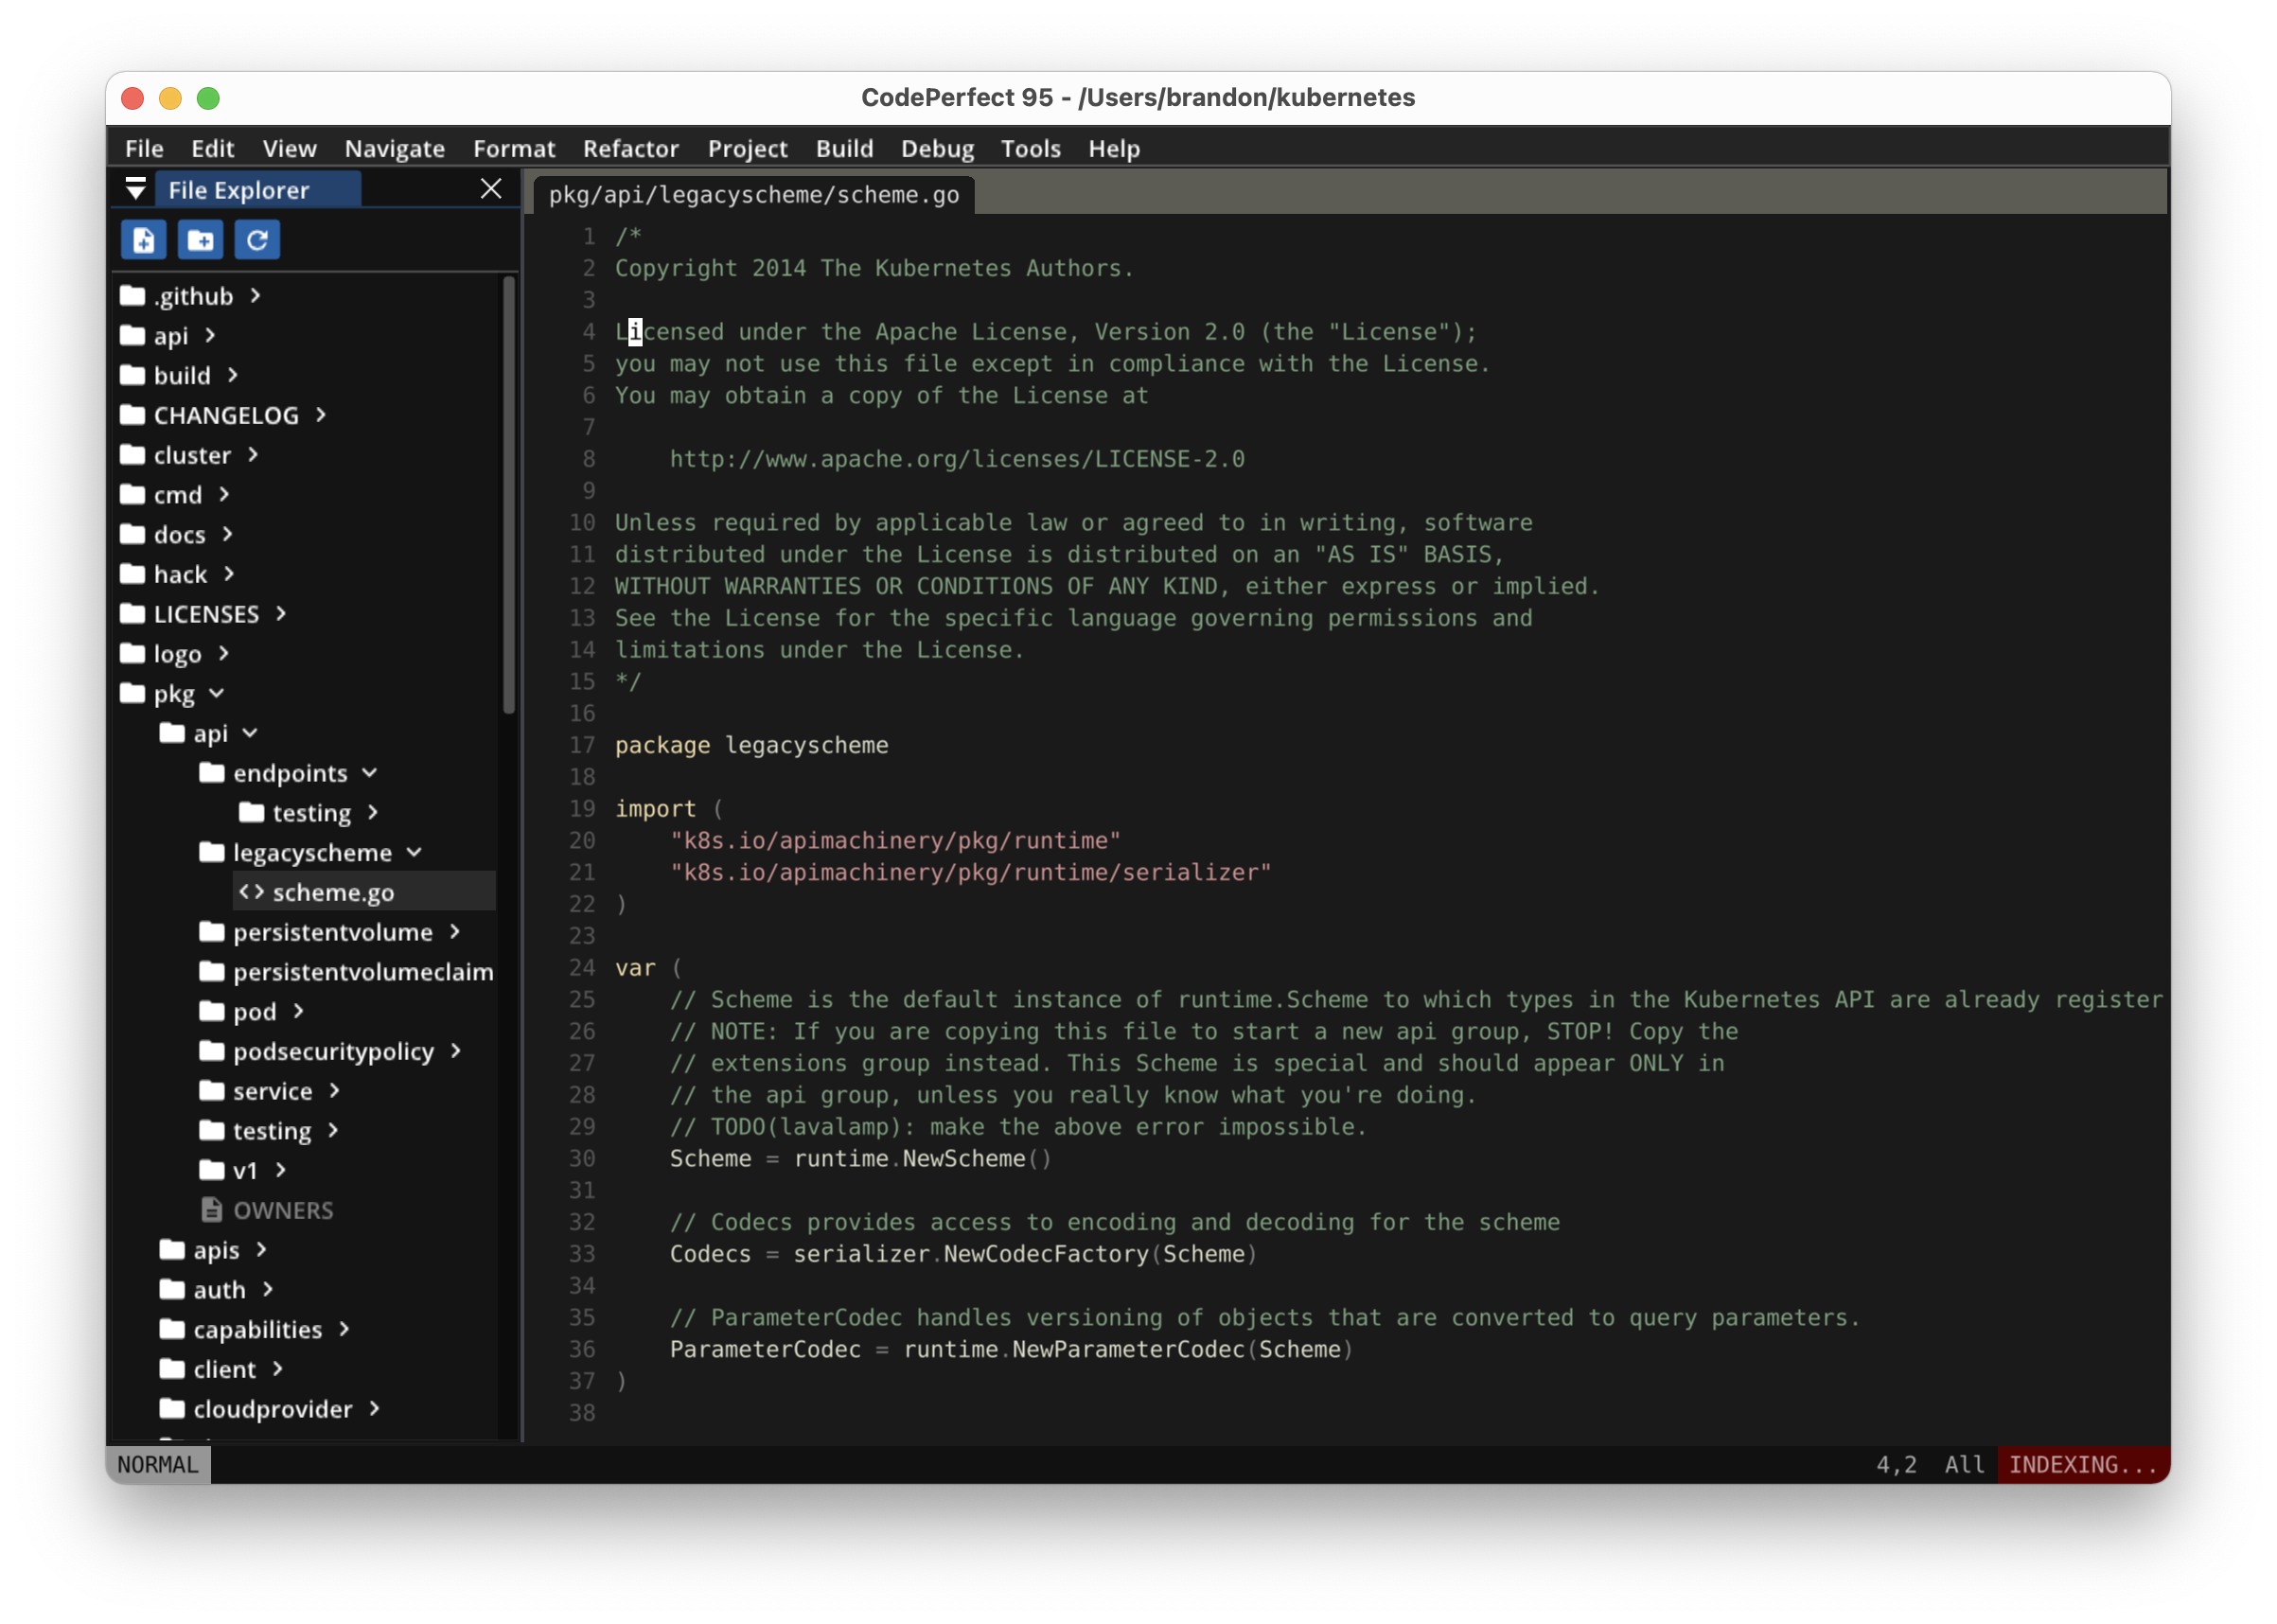 CodePerfect 95 - /Users/brandon/kubernetes
File Edit View Navigate Format Refactor Project Build Debug Tools Help
File Explorer
.github
api
build
CHANGELOG
cluster
cmd
docs
hack
LICENSES
logo
pkg
api
endpoints
testing
legacyscheme
scheme.go
persistentvolume
persistentvolumeclaim
pod
podsecuritypolicy
service
testing
v1
OWNERS
apis
auth
capabilities
client
cloudprovider
pkg/api/legacyscheme/scheme.go
1 /*
2 Copyright 2014 The Kubernetes Authors.
3
4 Licensed under the Apache License, Version 2.0 (the "License");
5 you may not use this file except in compliance with the License.
6 You may obtain a copy of the License at
7
8     http://www.apache.org/licenses/LICENSE-2.0
9
10 Unless required by applicable law or agreed to in writing, software
11 distributed under the License is distributed on an "AS IS" BASIS,
12 WITHOUT WARRANTIES OR CONDITIONS OF ANY KIND, either express or implied.
13 See the License for the specific language governing permissions and
14 limitations under the License.
15 */
16
17 package legacyscheme
18
19 import (
20     "k8s.io/apimachinery/pkg/runtime"
21     "k8s.io/apimachinery/pkg/runtime/serializer"
22 )
23
24 var (
25     // Scheme is the default instance of runtime.Scheme to which types in the Kubernetes API are already register
26     // NOTE: If you are copying this file to start a new api group, STOP! Copy the
27     // extensions group instead. This Scheme is special and should appear ONLY in
28     // the api group, unless you really know what you're doing.
29     // TODO(lavalamp): make the above error impossible.
30     Scheme = runtime.NewScheme()
31
32     // Codecs provides access to encoding and decoding for the scheme
33     Codecs = serializer.NewCodecFactory(Scheme)
34
35     // ParameterCodec handles versioning of objects that are converted to query parameters.
36     ParameterCodec = runtime.NewParameterCodec(Scheme)
37 )
38
NORMAL 4,2 All INDEXING...